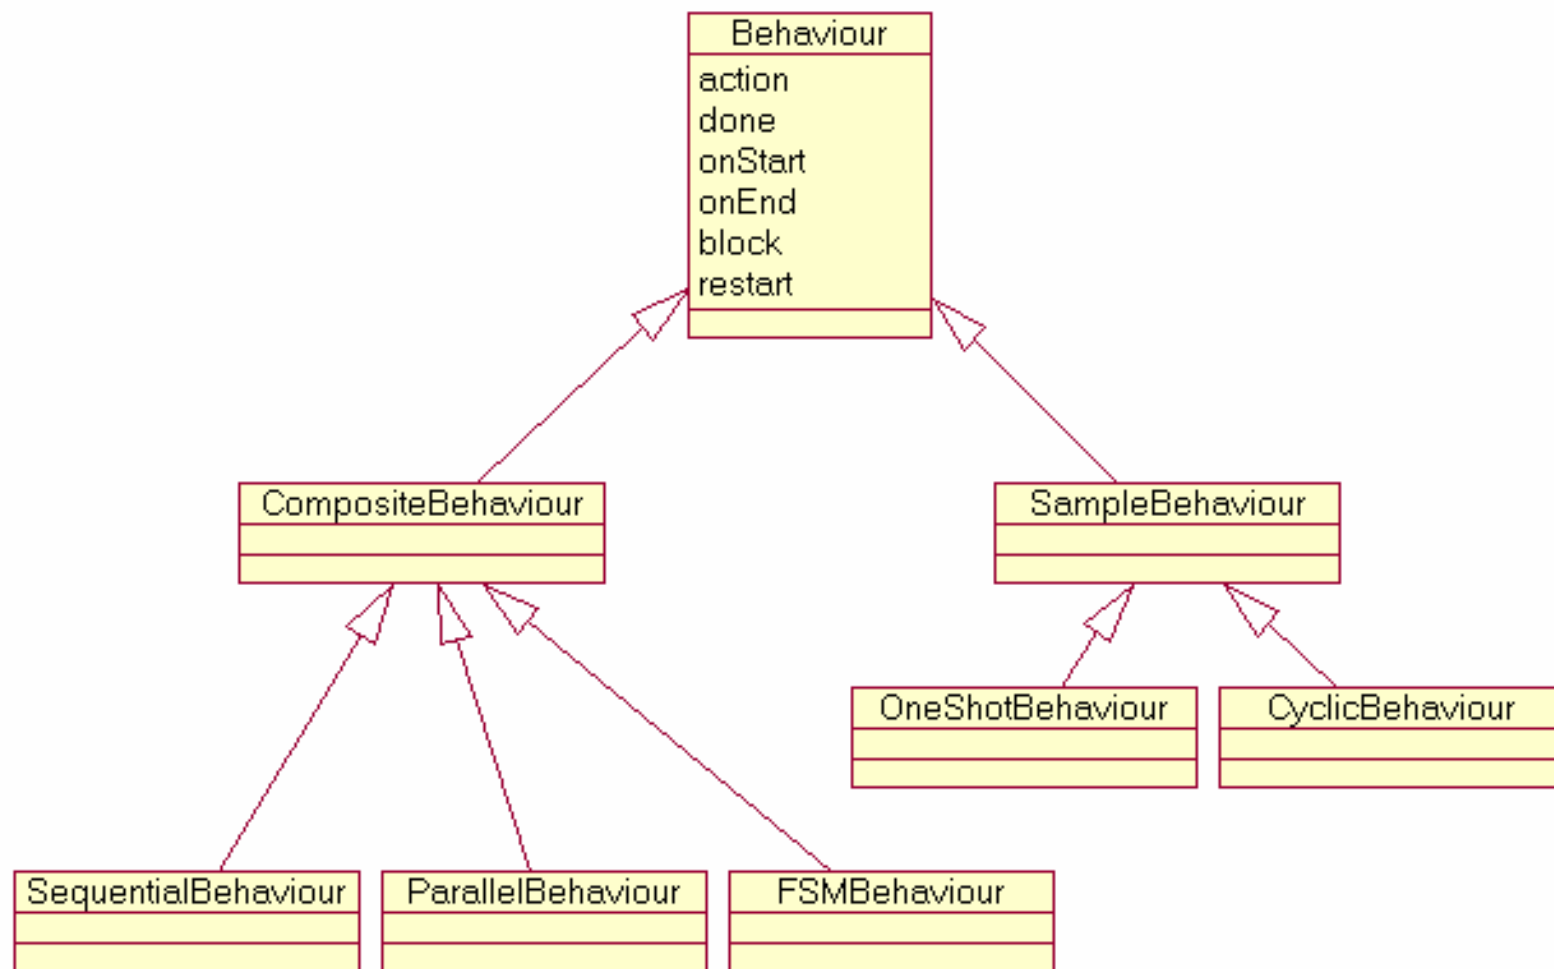 Behaviour
action
done
onStart
onEnd
block
restart
CompositeBehaviour
SampleBehaviour
OneShotBehaviour
CyclicBehaviour
SequentialBehaviour
ParallelBehaviour
FSMBehaviour